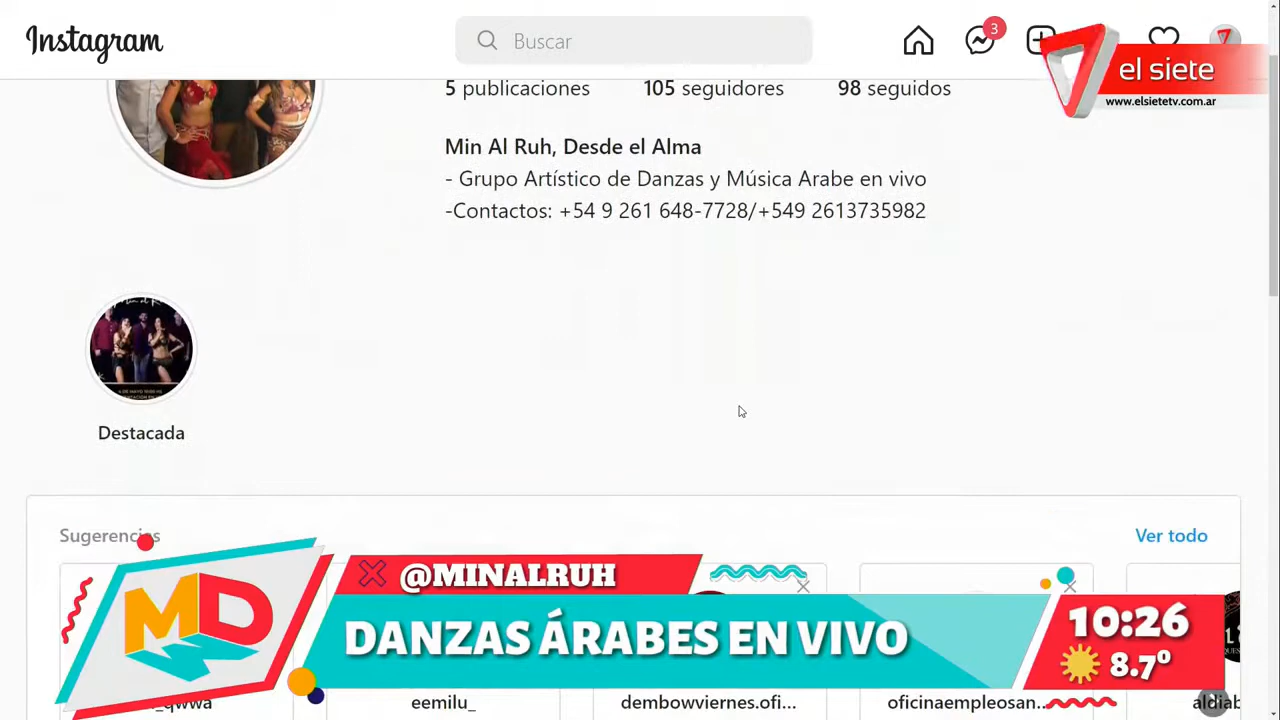 Instagram
Buscar
3
el siete
www.elsietetv.com.ar
5 publicaciones
105 seguidores
98 seguidos
Min Al Ruh, Desde el Alma
- Grupo Artístico de Danzas y Música Arabe en vivo
-Contactos: +54 9 261 648-7728/+549 2613735982
Destacada
Sugerencias
Ver todo
MD
@MINALRUH
DANZAS ÁRABES EN VIVO
10:26
8.7º
eemilu_
dembowviernes.ofi...
oficinaempleosan...